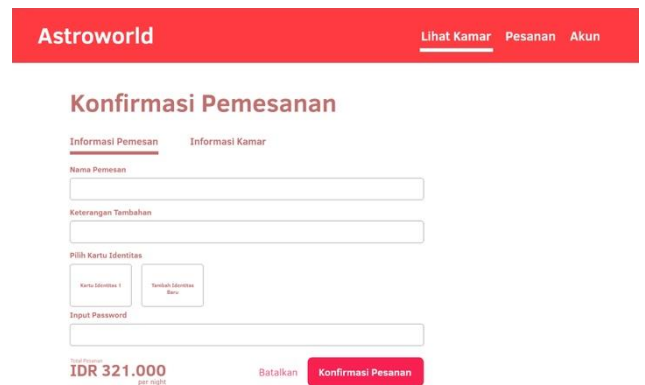 Astroworld
Lihat Kamar Pesanan Akun
Konfirmasi Pemesanan
Informasi Pemesan Informasi Kamar
Nama Pemesan
Keterangan Tambahan
Pilih Kartu Identitas
Kartu Identitas 1
Tambah Identitas
Baru
Input Password
Total Pesanan
IDR 321.000
per night
Batalkan
Konfirmasi Pesanan